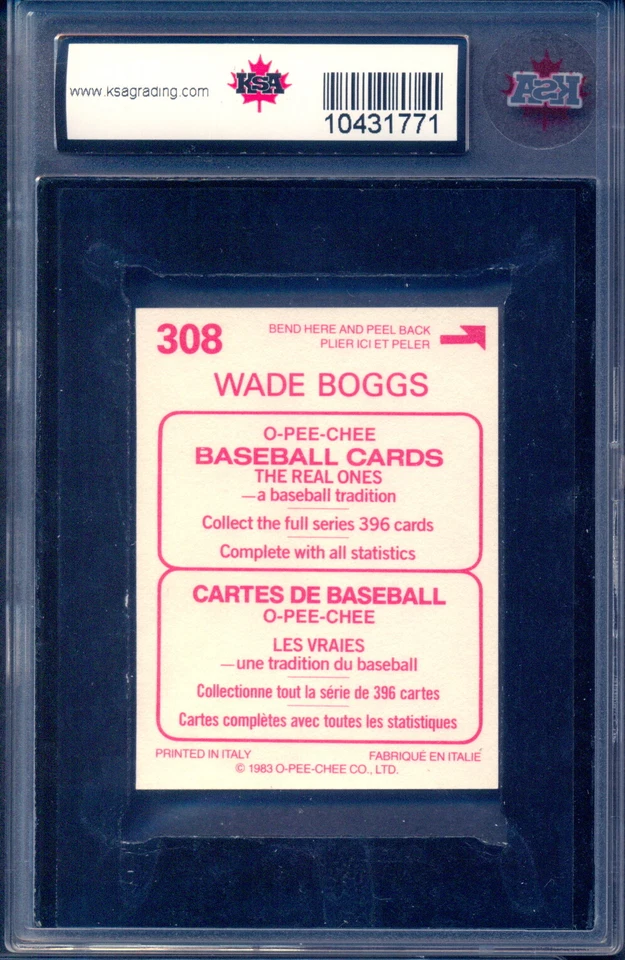 www.ksagrading.com
KSA
10431771
KSA
308
BEND HERE AND PEEL BACK
PLIER ICI ET PELER
WADE BOGGS
O-PEE-CHEE
BASEBALL CARDS
THE REAL ONES
—a baseball tradition
Collect the full series 396 cards
Complete with all statistics
CARTES DE BASEBALL
O-PEE-CHEE
LES VRAIES
—une tradition du baseball
Collectionne tout la série de 396 cartes
Cartes complètes avec toutes les statistiques
PRINTED IN ITALY
FABRIQUÉ EN ITALIE
© 1983 O-PEE-CHEE CO., LTD.